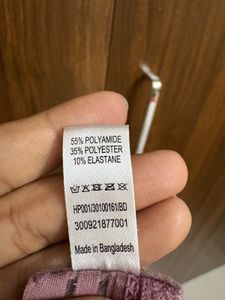 55% POLYAMIDE
35% POLYESTER
10% ELASTANE
HP001/30100161/BD
300921877001
Made in Bangladesh